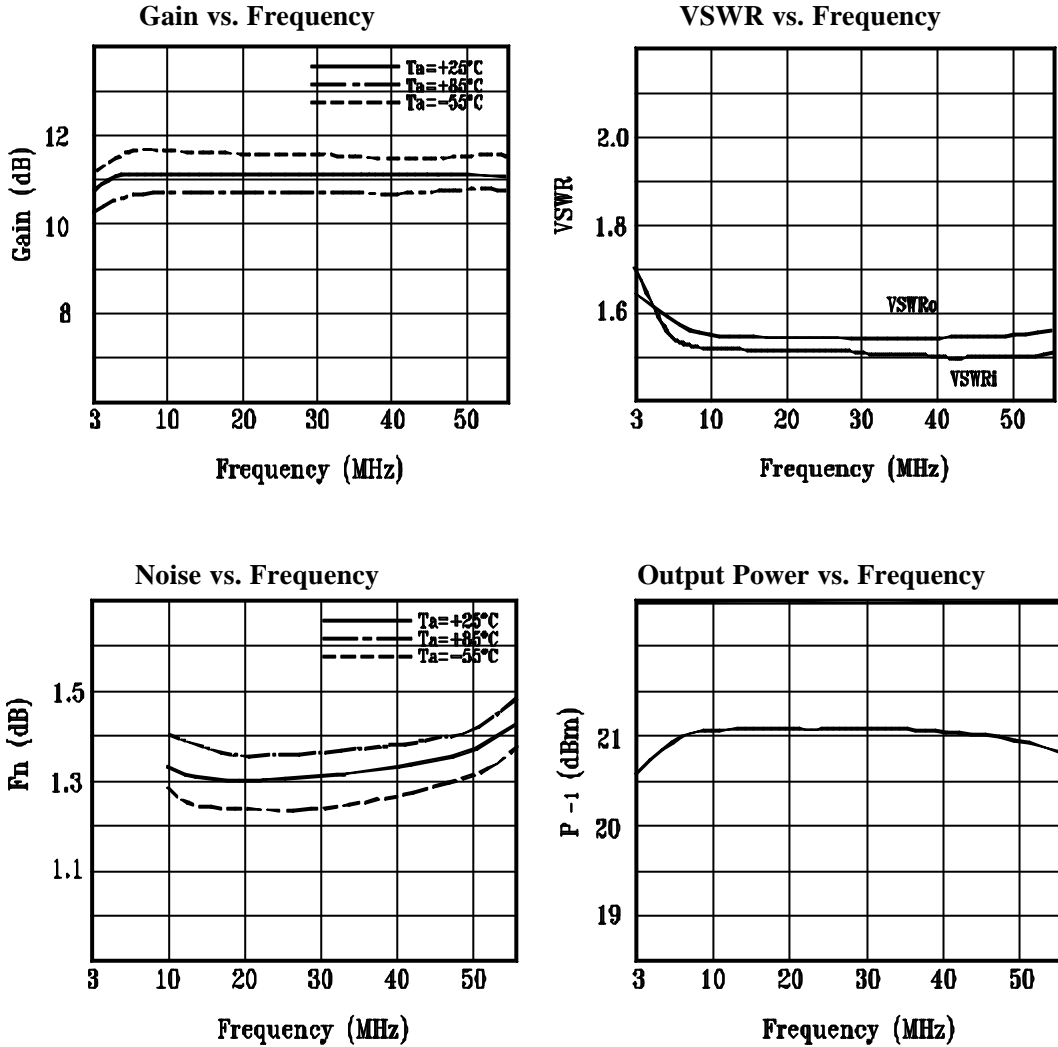 Gain vs. Frequency
Ta=+25°C
Ta=+85°C
Ta=-55°C
Gain (dB)
12
10
8
3 10 20 30 40 50
Frequency (MHz)
VSWR vs. Frequency
VSWR
2.0
1.8
1.6
VSWRo
VSWRi
3 10 20 30 40 50
Frequency (MHz)
Noise vs. Frequency
Ta=+25°C
Ta=+85°C
Ta=-55°C
Fn (dB)
1.5
1.3
1.1
3 10 20 30 40 50
Frequency (MHz)
Output Power vs. Frequency
P -1 (dBm)
21
20
19
3 10 20 30 40 50
Frequency (MHz)